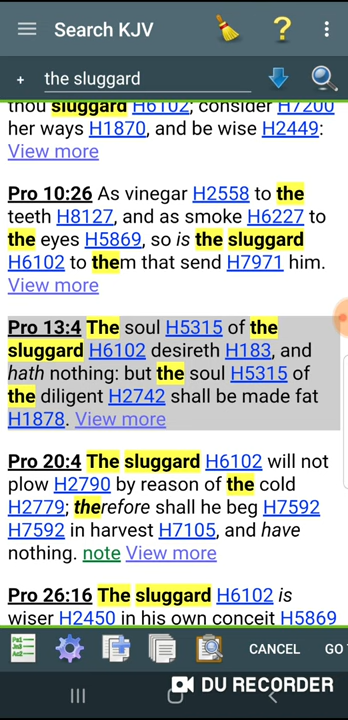 Search KJV
?
+ the sluggard
thou sluggard H6102; consider H7200
her ways H1870, and be wise H2449:
View more
Pro 10:26 As vinegar H2558 to the
teeth H8127, and as smoke H6227 to
the eyes H5869, so is the sluggard
H6102 to them that send H7971 him.
View more
Pro 13:4 The soul H5315 of the
sluggard H6102 desireth H183, and
hath nothing: but the soul H5315 of
the diligent H2742 shall be made fat
H1878. View more
Pro 20:4 The sluggard H6102 will not
plow H2790 by reason of the cold
H2779; therefore shall he beg H7592
H7592 in harvest H7105, and have
nothing. note View more
Pro 26:16 The sluggard H6102 is
wiser H2450 in his own conceit H5869
CANCEL GO
DU RECORDER